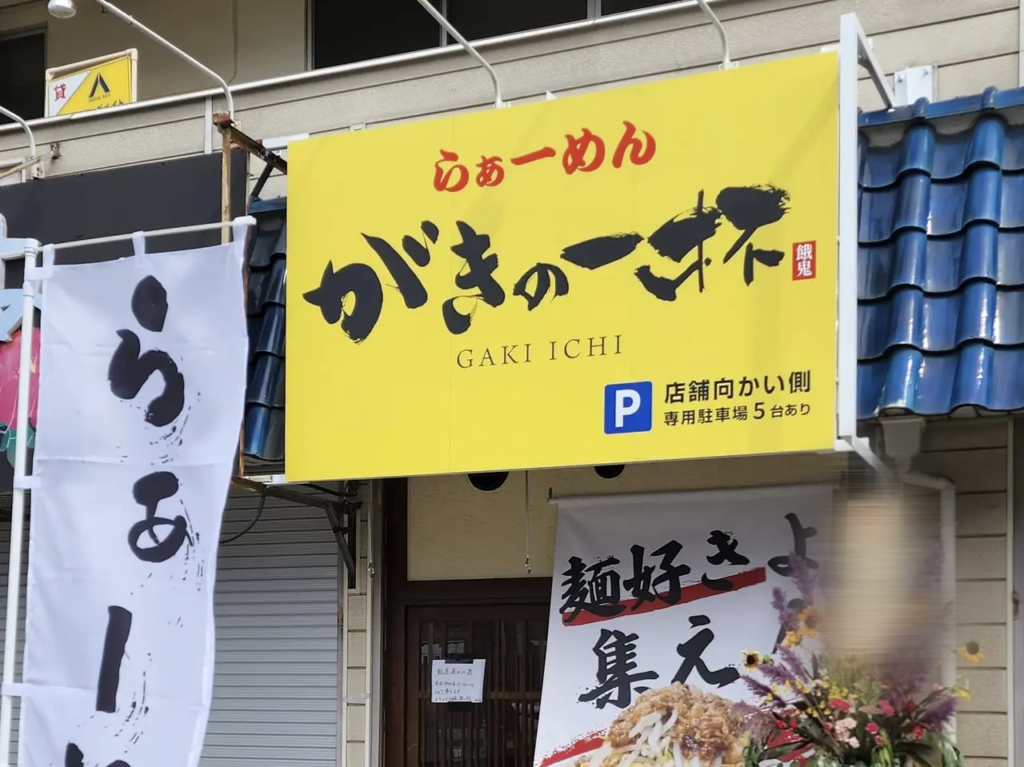 貸
らぁーめん
がきの一杯
餓鬼
GAKI ICHI
P 店舗向かい側
専用駐車場5台あり
らぁー
麺好きよ
集え